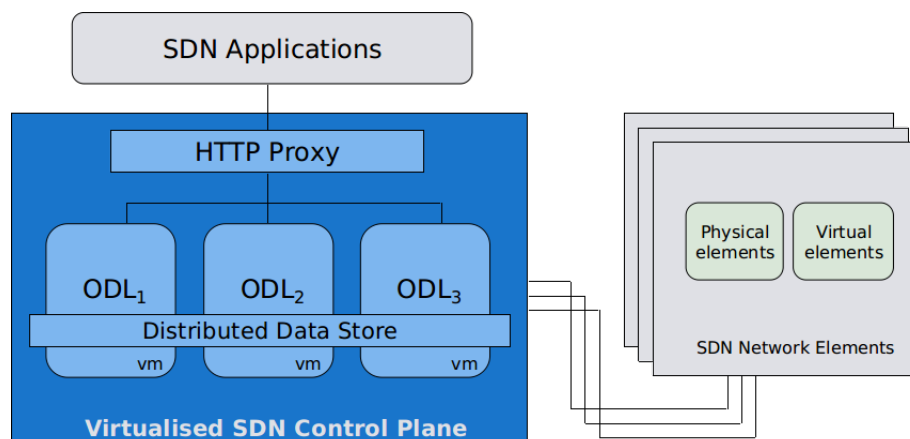 SDN Applications
HTTP Proxy
ODL₁
ODL₂
ODL₃
Distributed Data Store
vm
vm
vm
Virtualised SDN Control Plane
Physical
elements
Virtual
elements
SDN Network Elements